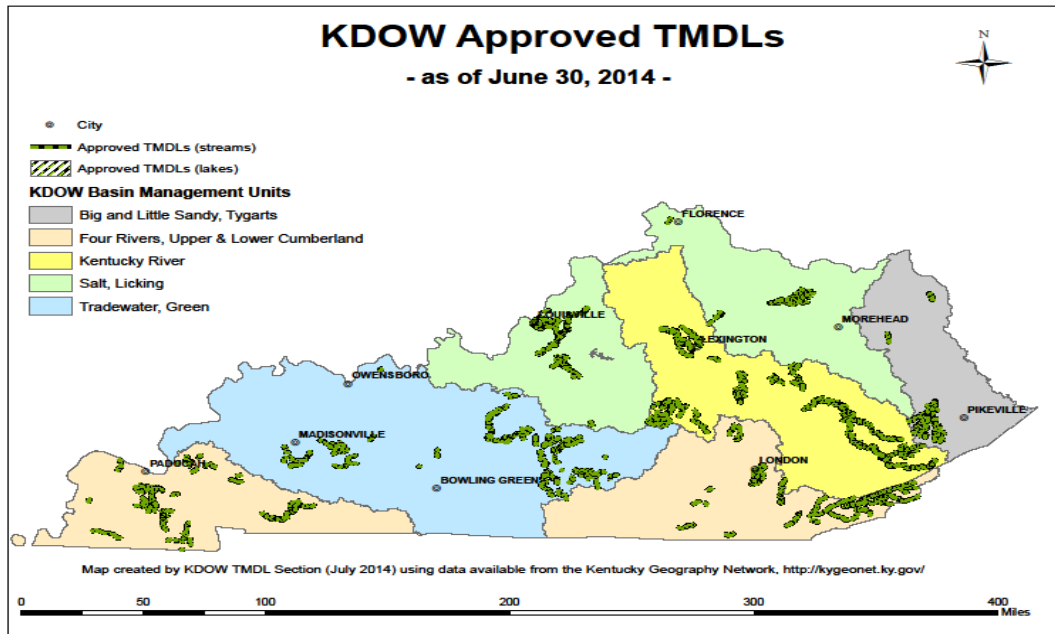 KDOW Approved TMDLs
- as of June 30, 2014 -
N
City
Approved TMDLs (streams)
Approved TMDLs (lakes)
KDOW Basin Management Units
Big and Little Sandy, Tygarts
Four Rivers, Upper & Lower Cumberland
Kentucky River
Salt, Licking
Tradewater, Green
FLORENCE
LOUISVILLE
MOREHEAD
LEXINGTON
OWENSBORO
PIKEVILLE
MADISONVILLE
PADUCAH
LONDON
BOWLING GREEN
Map created by KDOW TMDL Section (July 2014) using data available from the Kentucky Geography Network, http://kygeonet.ky.gov/
0 50 100 200 300 400
Miles